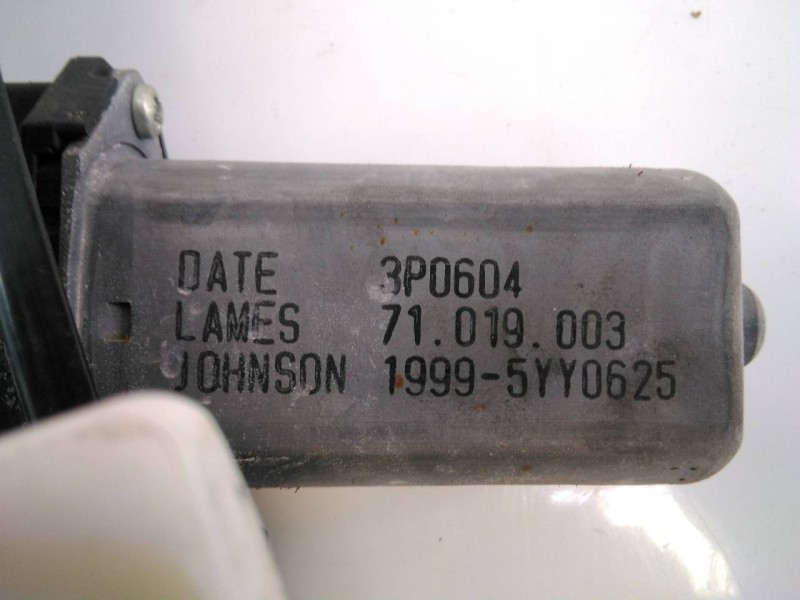 DATE 3P0604
LAMES 71.019.003
JOHNSON 1999-5YY0625